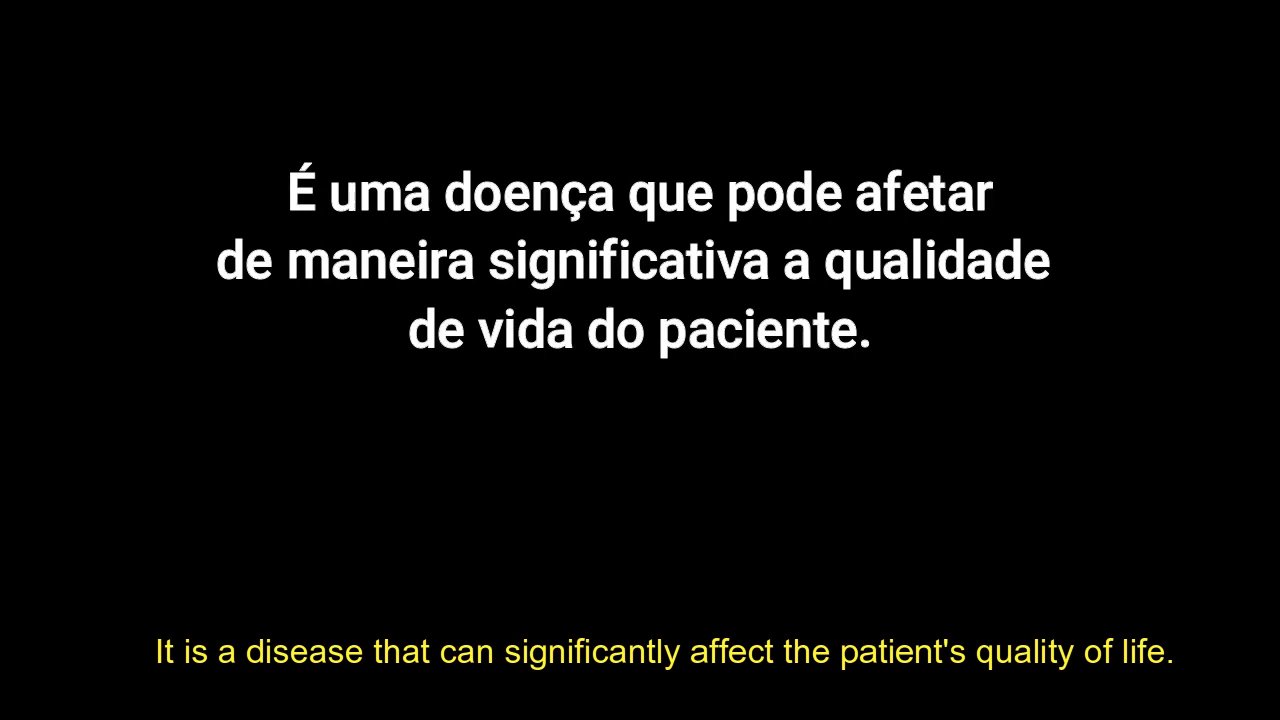 É uma doença que pode afetar
de maneira significativa a qualidade
de vida do paciente.
It is a disease that can significantly affect the patient's quality of life.